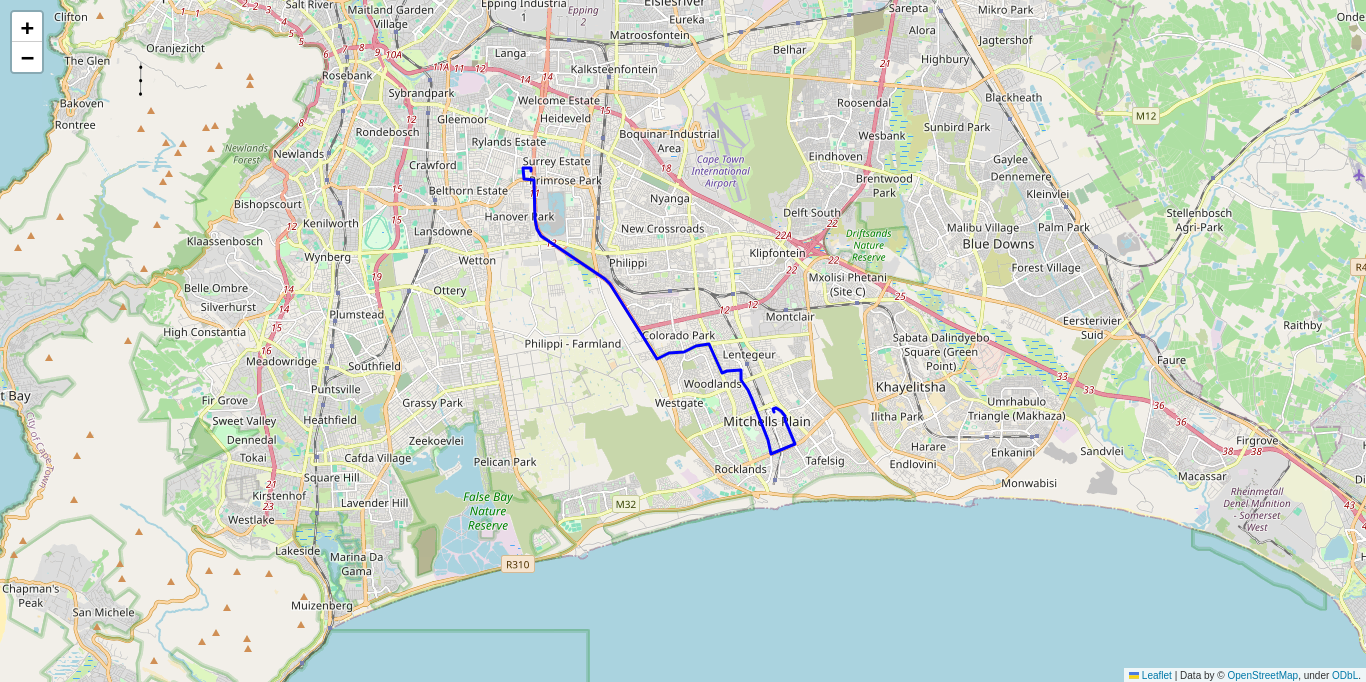 +
−
Clifton
Salt River
Maitland Garden
Village
Epping Industria
1
Epping
2
Elsiesriver
Eureka
Matroosfontein
Sarepta
Mikro Park
Alora
Jagtershof
Oranjezicht
The Glen
Rosebank
10A
Langa
Kalksteenfontein
Belhar
Highbury
Bakoven
Rontree
Sybrandpark
11A
Welcome Estate
Heideveld
Roosendal
Blackheath
M12
Gleemoor
Rondebosch
Rylands Estate
Boquinar Industrial
Area
Wesbank
Sunbird Park
Newlands
Forest
Newlands
Crawford
Surrey Estate
Primrose Park
Cape Town
International
Airport
Eindhoven
Gaylee
Dennemere
Brentwood
Park
Kleinvlei
Belthorn Estate
Nyanga
Bishopscourt
Hanover Park
Kenilworth
Lansdowne
New Crossroads
Delft South
Malibu Village
Palm Park
Stellenbosch
Agri-Park
Klaassenbosch
Wynberg
Wetton
Philippi
22A
Klipfontein
Driftsands
Nature
Reserve
Blue Downs
Forest Village
Belle Ombre
Silverhurst
Ottery
Mxolisi Phetani
(Site C)
High Constantia
Plumstead
Montclair
Eersterivier
Suid
Raithby
Meadowridge
Philippi - Farmland
Colorado Park
Lentegeur
Sabata Dalindyebo
Square (Green
Point)
Faure
Southfield
Puntsville
Woodlands
Khayelitsha
t Bay
City of Cape Town
Fir Grove
Grassy Park
Westgate
Umrhabulo
Triangle (Makhaza)
Sweet Valley
Heathfield
Mitchells Plain
Ilitha Park
Dennedal
Zeekoevlei
Harare
Enkanini
Sandvlei
Firgrove
Tokai
Cafda Village
Pelican Park
Rocklands
Tafelsig
Endlovini
Macassar
Square Hill
Monwabisi
Kirstenhof
Lavender Hill
False Bay
Nature
Reserve
M32
Rheinmetall
Denel Munition
- Somerset
West
Westlake
Lakeside
Marina Da
Gama
R310
Chapman's
Peak
San Michele
Muizenberg
Leaflet | Data by © OpenStreetMap, under ODbL.